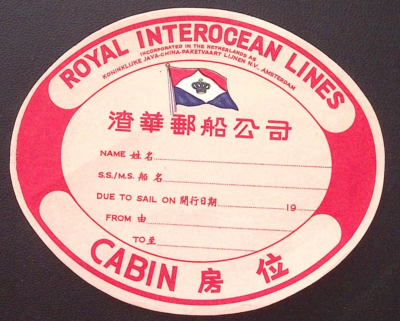 ROYAL INTEROCEAN LINES
INCORPORATED IN THE NETHERLANDS AS
KONINKLIJKE JAVA-CHINA-PAKETVAART LIJNEN N.V. AMSTERDAM
渣華郵船公司
NAME 姓名
S.S./M.S. 船名
DUE TO SAIL ON 開行日期 19
FROM 由
TO 至
CABIN 房位